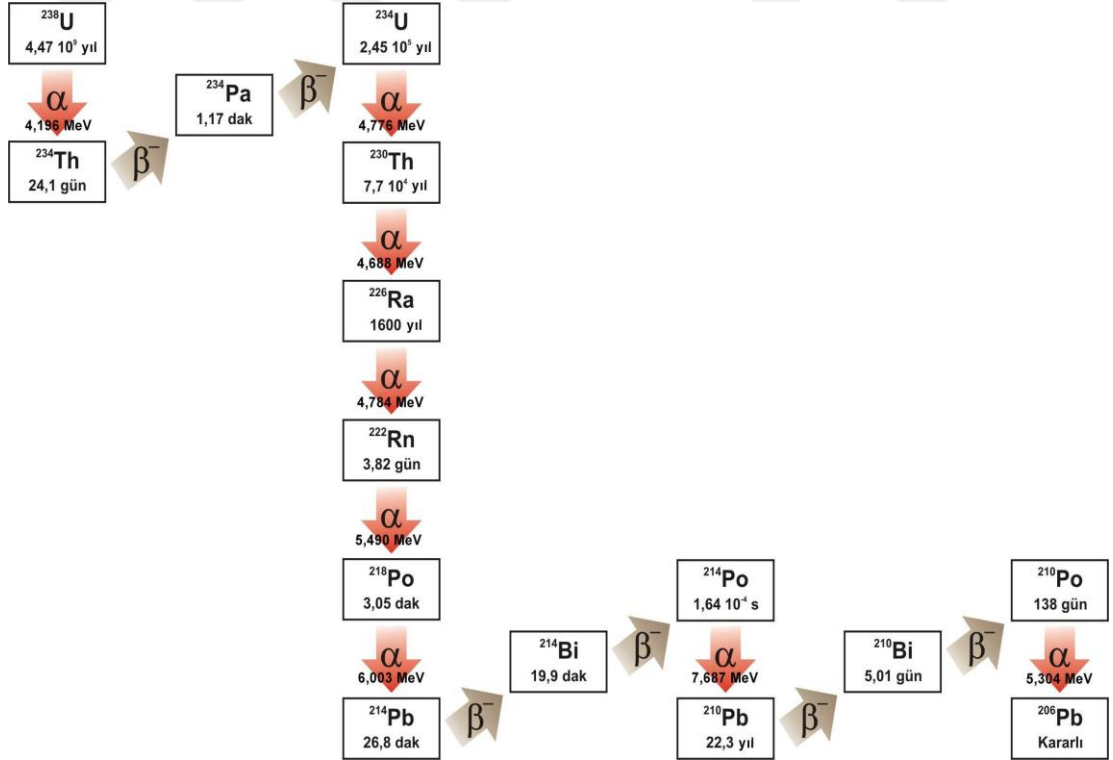 ²³⁸U
4,47 10⁹ yıl
α
4,196 MeV
²³⁴Th
24,1 gün
β⁻
²³⁴Pa
1,17 dak
β⁻
²³⁴U
2,45 10⁵ yıl
α
4,776 MeV
²³⁰Th
7,7 10⁴ yıl
α
4,688 MeV
²²⁶Ra
1600 yıl
α
4,784 MeV
²²²Rn
3,82 gün
α
5,490 MeV
²¹⁸Po
3,05 dak
α
6,003 MeV
²¹⁴Pb
26,8 dak
β⁻
²¹⁴Bi
19,9 dak
β⁻
²¹⁴Po
1,64 10⁻⁴ s
α
7,687 MeV
²¹⁰Pb
22,3 yıl
β⁻
²¹⁰Bi
5,01 gün
β⁻
²¹⁰Po
138 gün
α
5,304 MeV
²⁰⁶Pb
Kararlı